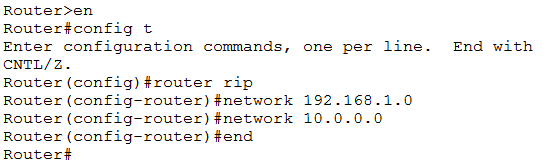 Router>en
Router#config t
Enter configuration commands, one per line.  End with
CNTL/Z.
Router(config)#router rip
Router(config-router)#network 192.168.1.0
Router(config-router)#network 10.0.0.0
Router(config-router)#end
Router#